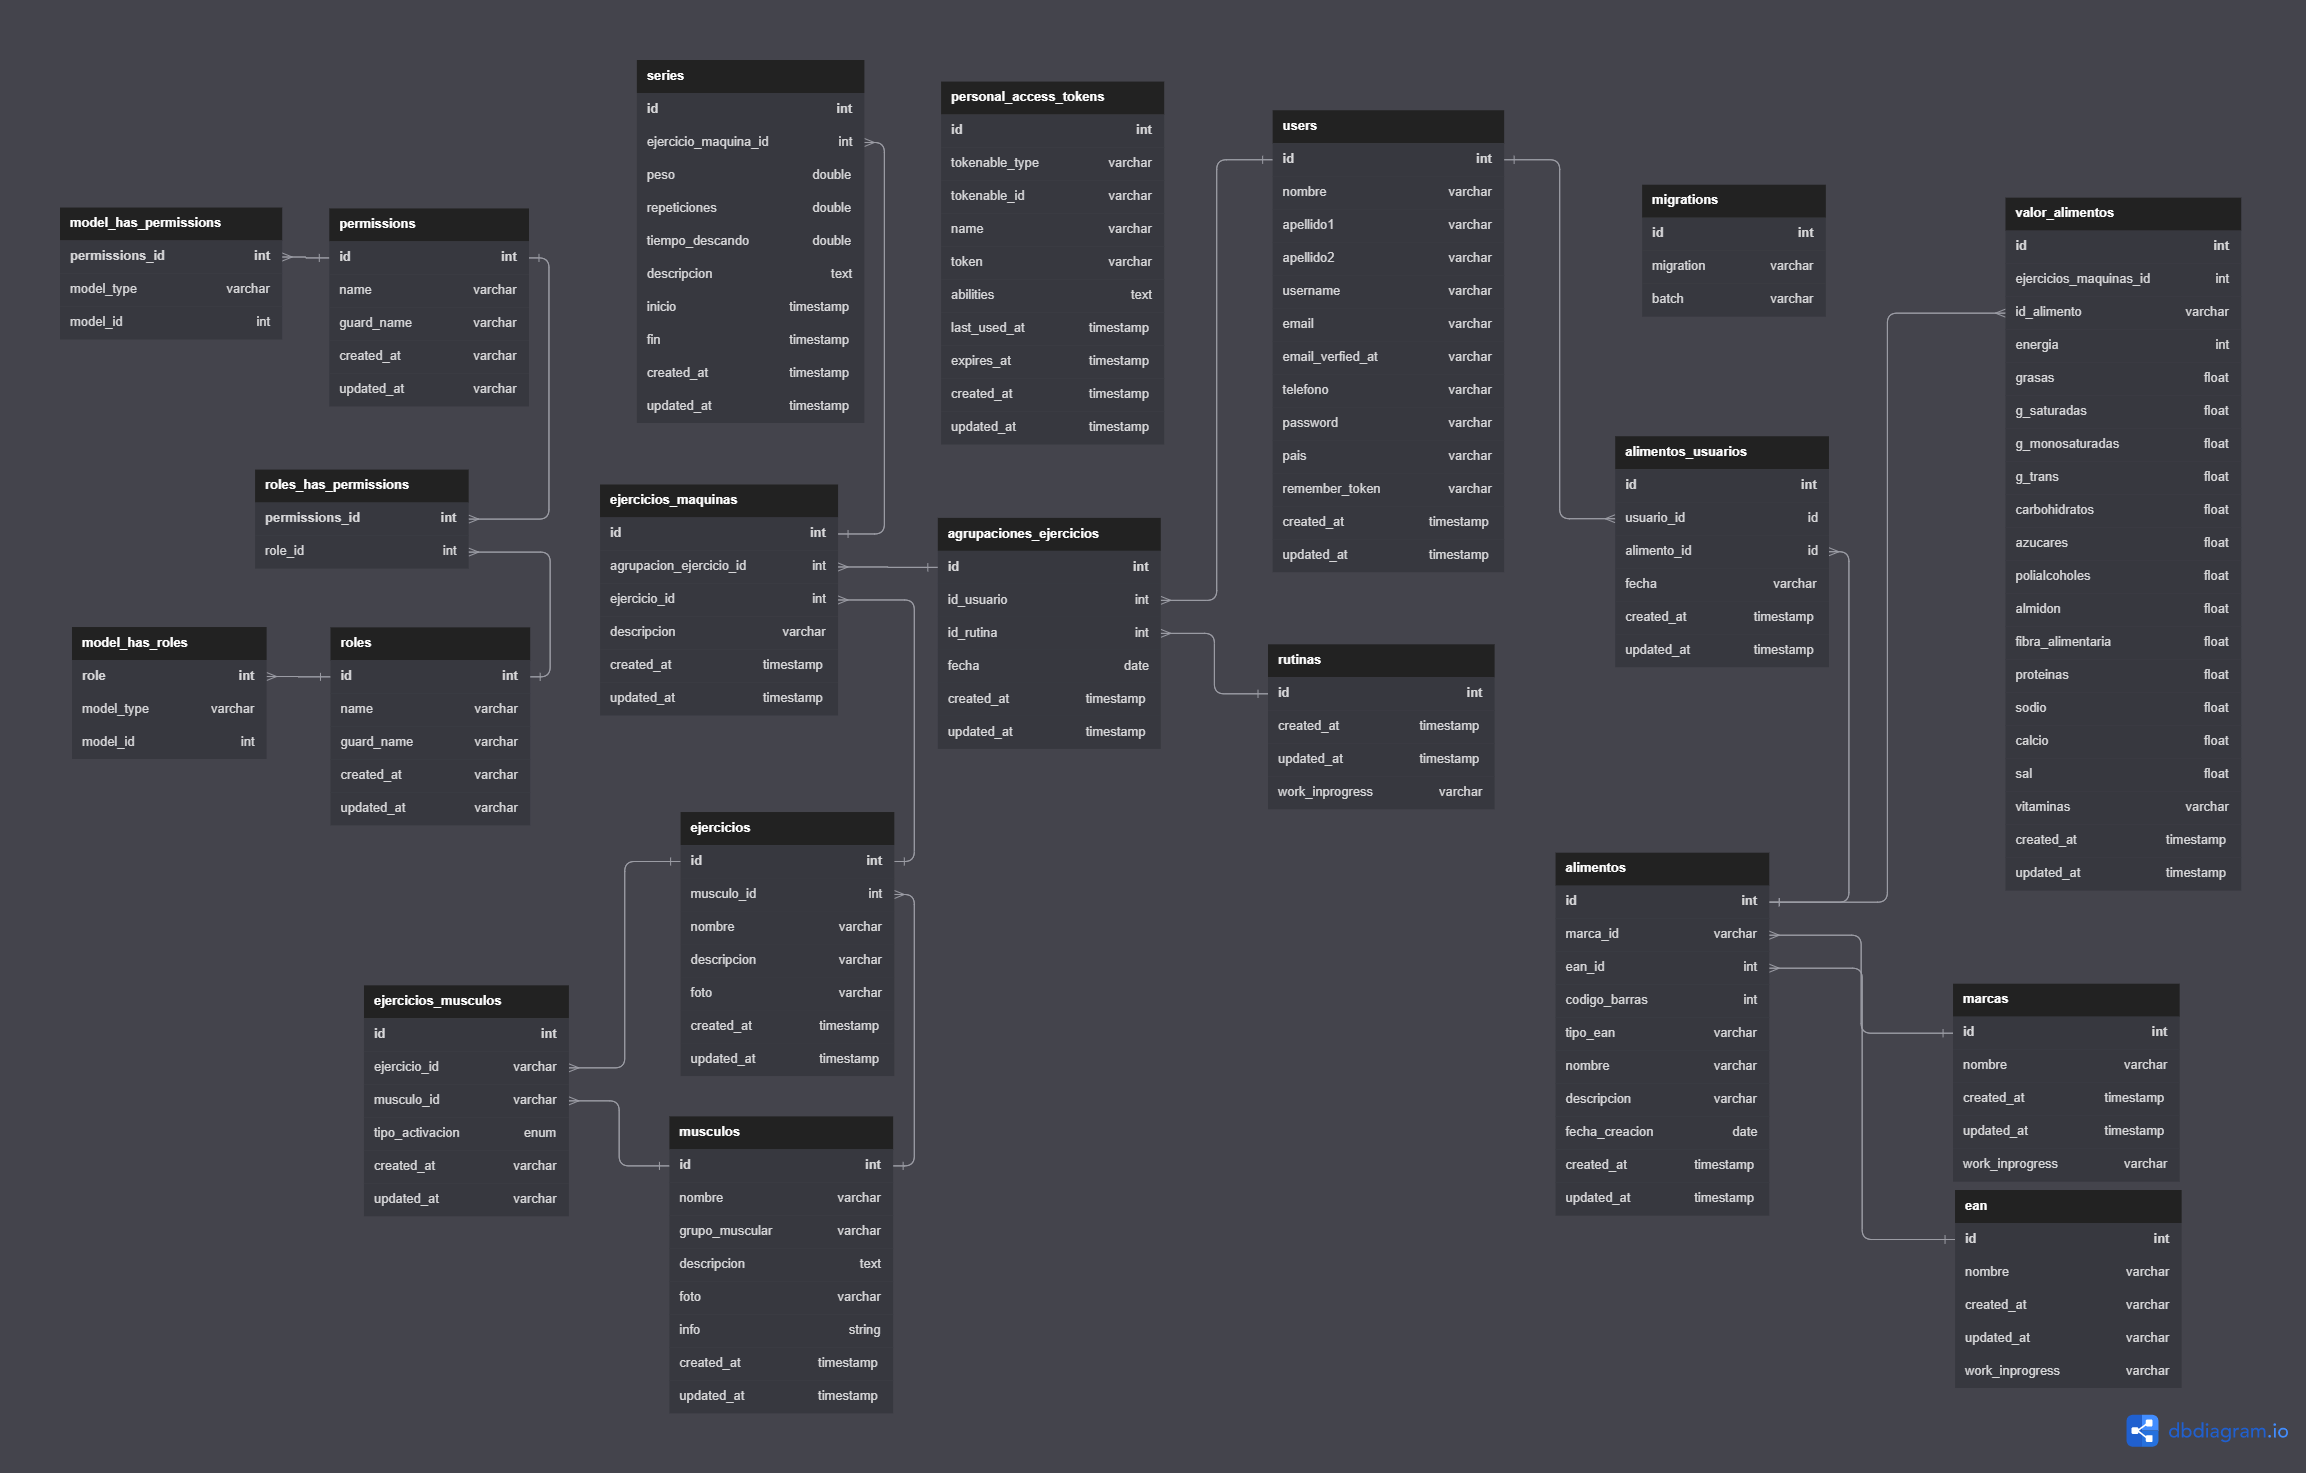 series
id int
ejercicio_maquina_id int
peso double
repeticiones double
tiempo_descando double
descripcion text
inicio timestamp
fin timestamp
created_at timestamp
updated_at timestamp
personal_access_tokens
id int
tokenable_type varchar
tokenable_id varchar
name varchar
token varchar
abilities text
last_used_at timestamp
expires_at timestamp
created_at timestamp
updated_at timestamp
users
id int
nombre varchar
apellido1 varchar
apellido2 varchar
username varchar
email varchar
email_verfied_at varchar
telefono varchar
password varchar
pais varchar
remember_token varchar
created_at timestamp
updated_at timestamp
migrations
id int
migration varchar
batch varchar
valor_alimentos
id int
ejercicios_maquinas_id int
id_alimento varchar
energia int
grasas float
g_saturadas float
g_monosaturadas float
g_trans float
carbohidratos float
azucares float
polialcoholes float
almidon float
fibra_alimentaria float
proteinas float
sodio float
calcio float
sal float
vitaminas varchar
created_at timestamp
updated_at timestamp
model_has_permissions
permissions_id int
model_type varchar
model_id int
permissions
id int
name varchar
guard_name varchar
created_at varchar
updated_at varchar
roles_has_permissions
permissions_id int
role_id int
model_has_roles
role int
model_type varchar
model_id int
roles
id int
name varchar
guard_name varchar
created_at varchar
updated_at varchar
ejercicios_maquinas
id int
agrupacion_ejercicio_id int
ejercicio_id int
descripcion varchar
created_at timestamp
updated_at timestamp
agrupaciones_ejercicios
id int
id_usuario int
id_rutina int
fecha date
created_at timestamp
updated_at timestamp
rutinas
id int
created_at timestamp
updated_at timestamp
work_inprogress varchar
alimentos_usuarios
id int
usuario_id id
alimento_id id
fecha varchar
created_at timestamp
updated_at timestamp
ejercicios
id int
musculo_id int
nombre varchar
descripcion varchar
foto varchar
created_at timestamp
updated_at timestamp
ejercicios_musculos
id int
ejercicio_id varchar
musculo_id varchar
tipo_activacion enum
created_at varchar
updated_at varchar
musculos
id int
nombre varchar
grupo_muscular varchar
descripcion text
foto varchar
info string
created_at timestamp
updated_at timestamp
alimentos
id int
marca_id varchar
ean_id int
codigo_barras int
tipo_ean varchar
nombre varchar
descripcion varchar
fecha_creacion date
created_at timestamp
updated_at timestamp
marcas
id int
nombre varchar
created_at timestamp
updated_at timestamp
work_inprogress varchar
ean
id int
nombre varchar
created_at varchar
updated_at varchar
work_inprogress varchar
dbdiagram.io